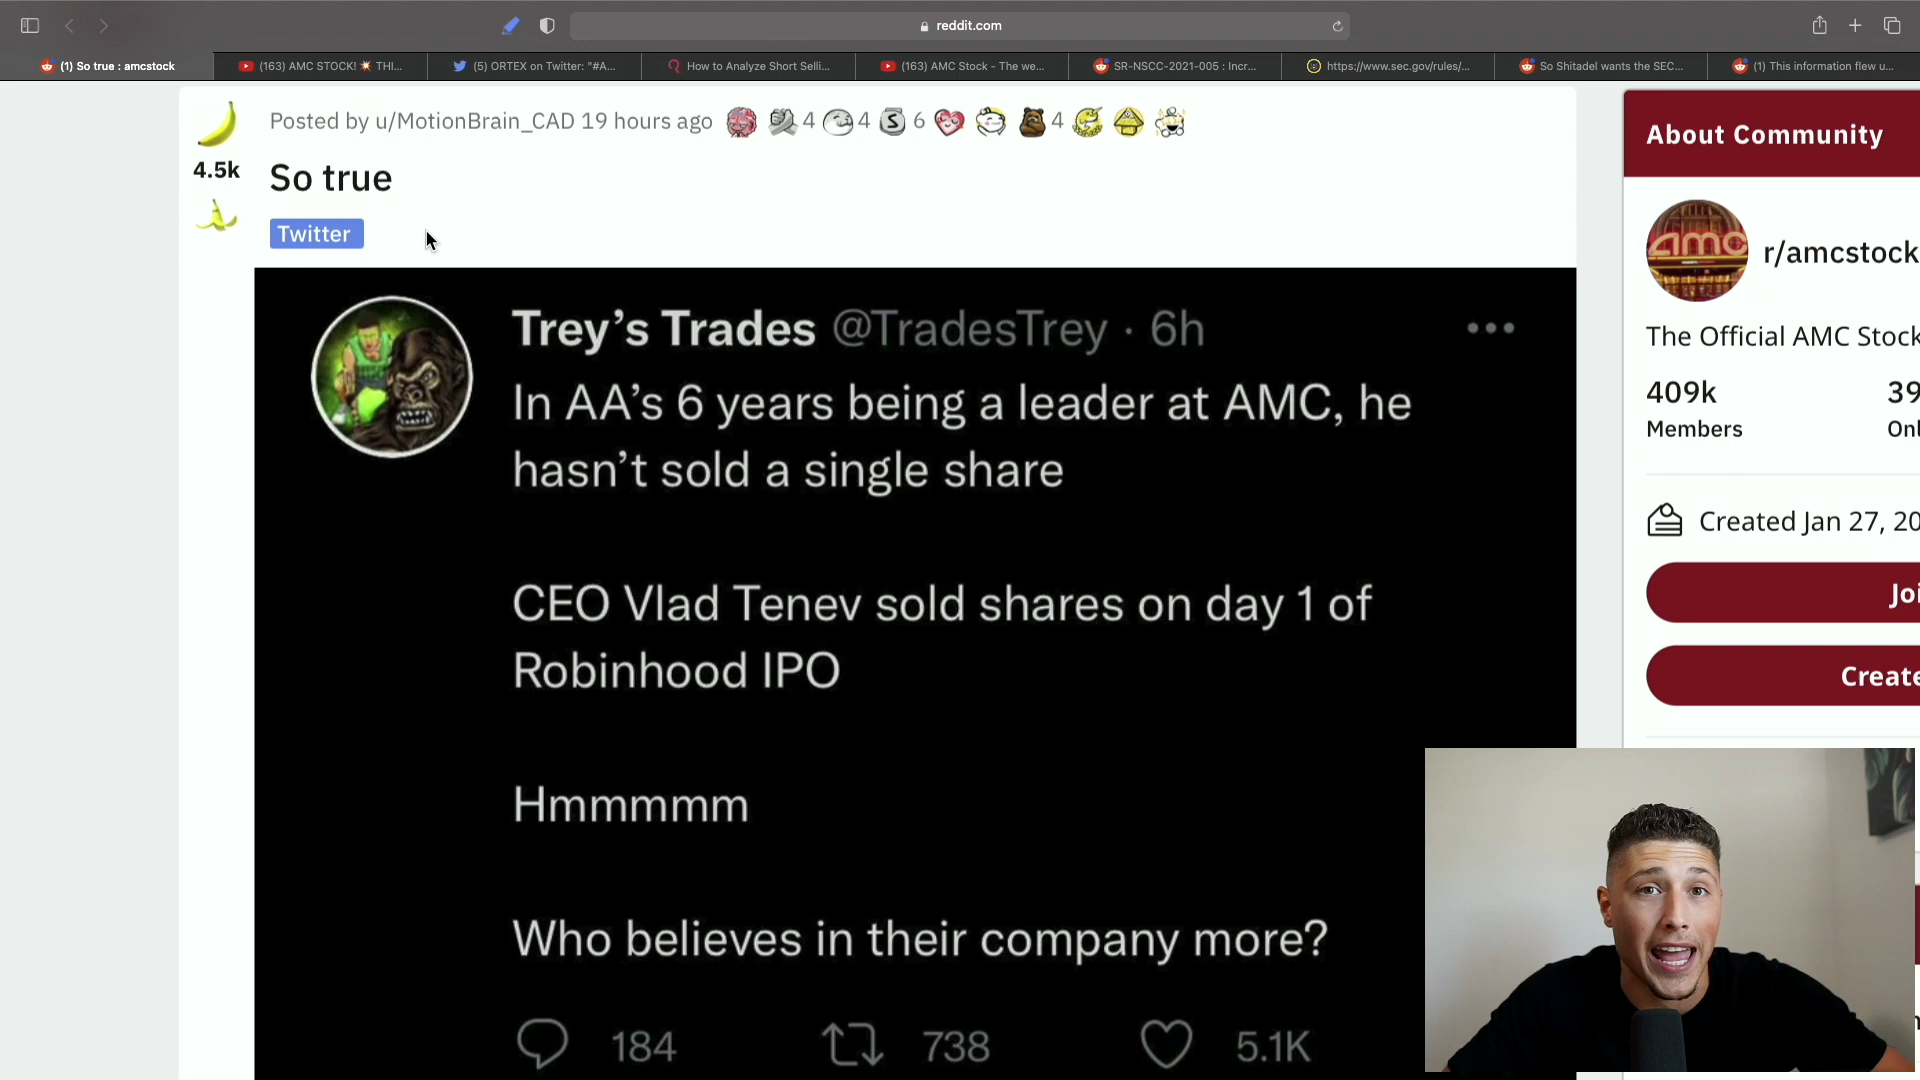 reddit.com
(1) So true : amcstock
(163) AMC STOCK! 💥 THI...
(5) ORTEX on Twitter: "#A...
How to Analyze Short Selli...
(163) AMC Stock - The we...
SR-NSCC-2021-005 : Incr...
https://www.sec.gov/rules/...
So Shitadel wants the SEC...
(1) This information flew u...
Posted by u/MotionBrain_CAD 19 hours ago
4
4
6
4
4.5k
So true
Twitter
Trey's Trades @TradesTrey · 6h
In AA's 6 years being a leader at AMC, he
hasn't sold a single share
CEO Vlad Tenev sold shares on day 1 of
Robinhood IPO
Hmmmmm
Who believes in their company more?
184 738 5.1K
About Community
amc
r/amcstock
The Official AMC Stock
409k 39
Members Onl
Created Jan 27, 20
Joi
Create